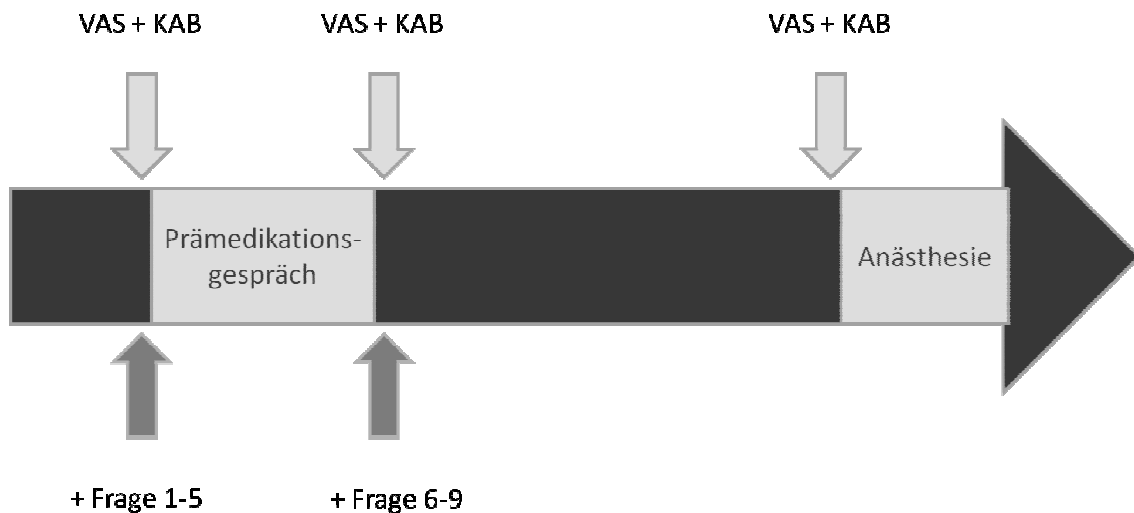 VAS + KAB
VAS + KAB
VAS + KAB
Prämedikations-
gespräch
Anästhesie
+ Frage 1-5
+ Frage 6-9